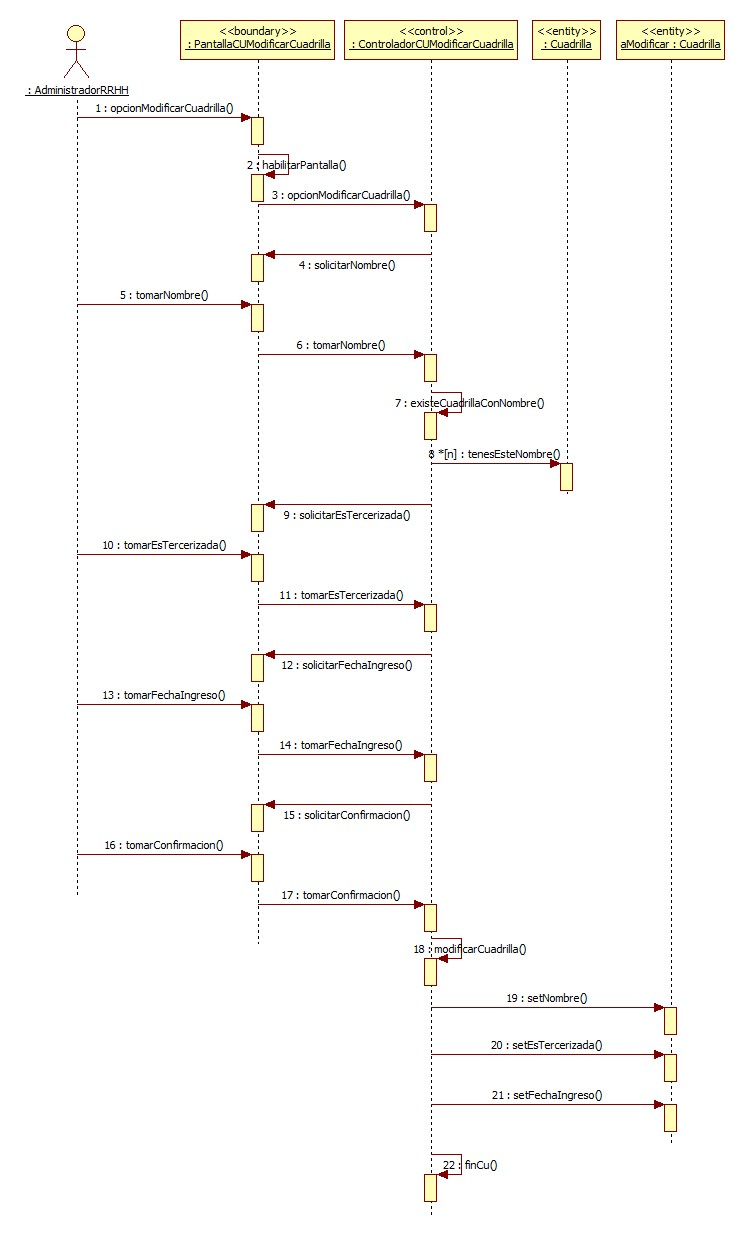 <<boundary>>
: PantallaCUModificarCuadrilla
<<control>>
: ControladorCUModificarCuadrilla
<<entity>>
: Cuadrilla
<<entity>>
aModificar : Cuadrilla
: AdministradorRRHH
1 : opcionModificarCuadrilla()
2 : habilitarPantalla()
3 : opcionModificarCuadrilla()
4 : solicitarNombre()
5 : tomarNombre()
6 : tomarNombre()
7 : existeCuadrillaConNombre()
8 *[n] : tenesEsteNombre()
9 : solicitarEsTercerizada()
10 : tomarEsTercerizada()
11 : tomarEsTercerizada()
12 : solicitarFechaIngreso()
13 : tomarFechaIngreso()
14 : tomarFechaIngreso()
15 : solicitarConfirmacion()
16 : tomarConfirmacion()
17 : tomarConfirmacion()
18 : modificarCuadrilla()
19 : setNombre()
20 : setEsTercerizada()
21 : setFechaIngreso()
22 : finCu()